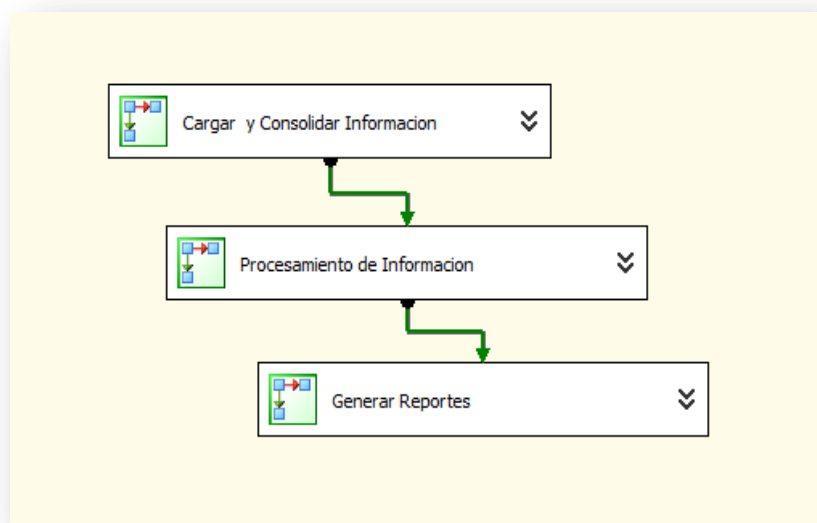 Cargar  y Consolidar Informacion
Procesamiento de Informacion
Generar Reportes